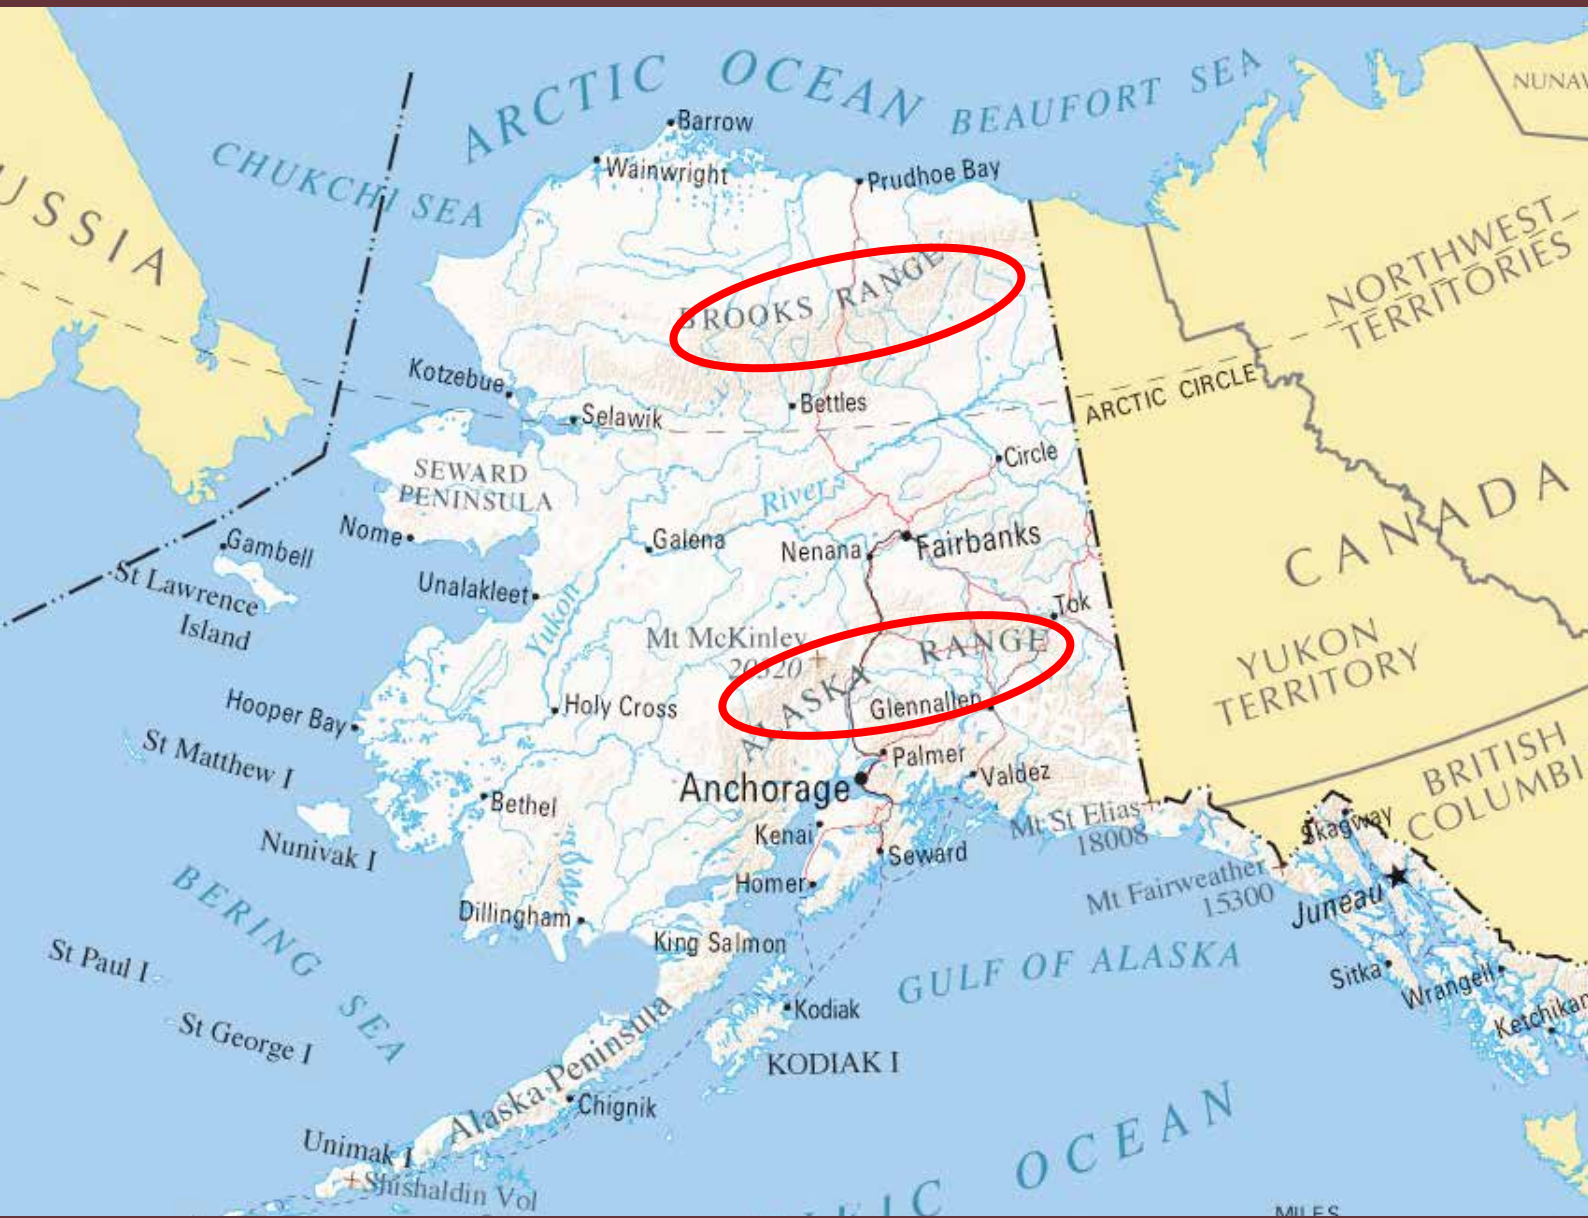 ARCTIC OCEAN
BEAUFORT SEA
NUNAV
Barrow
CHUKCHI SEA
Wainwright
Prudhoe Bay
USSIA
NORTHWEST
TERRITORIES
BROOKS RANGE
Kotzebue
ARCTIC CIRCLE
Selawik
Bettles
SEWARD
PENINSULA
Circle
River
CANADA
Nome
Galena
Nenana
Fairbanks
Gambell
St Lawrence
Island
Unalakleet
Yukon
Tok
Mt McKinley
20320
ALASKA RANGE
YUKON
TERRITORY
Hooper Bay
Holy Cross
Glennallen
St Matthew I
Palmer
Anchorage
Valdez
BRITISH
COLUMBI
Bethel
Nunivak I
Kenai
Seward
Mt St Elias
18008
Skagway
Homer
Mt Fairweather
15300
Juneau
BERING SEA
Dillingham
King Salmon
GULF OF ALASKA
Sitka
Wrangell
Ketchikan
St Paul I
St George I
Kodiak
KODIAK I
Alaska Peninsula
Chignik
Unimak I
Shishaldin Vol
IC OCEAN
MILES